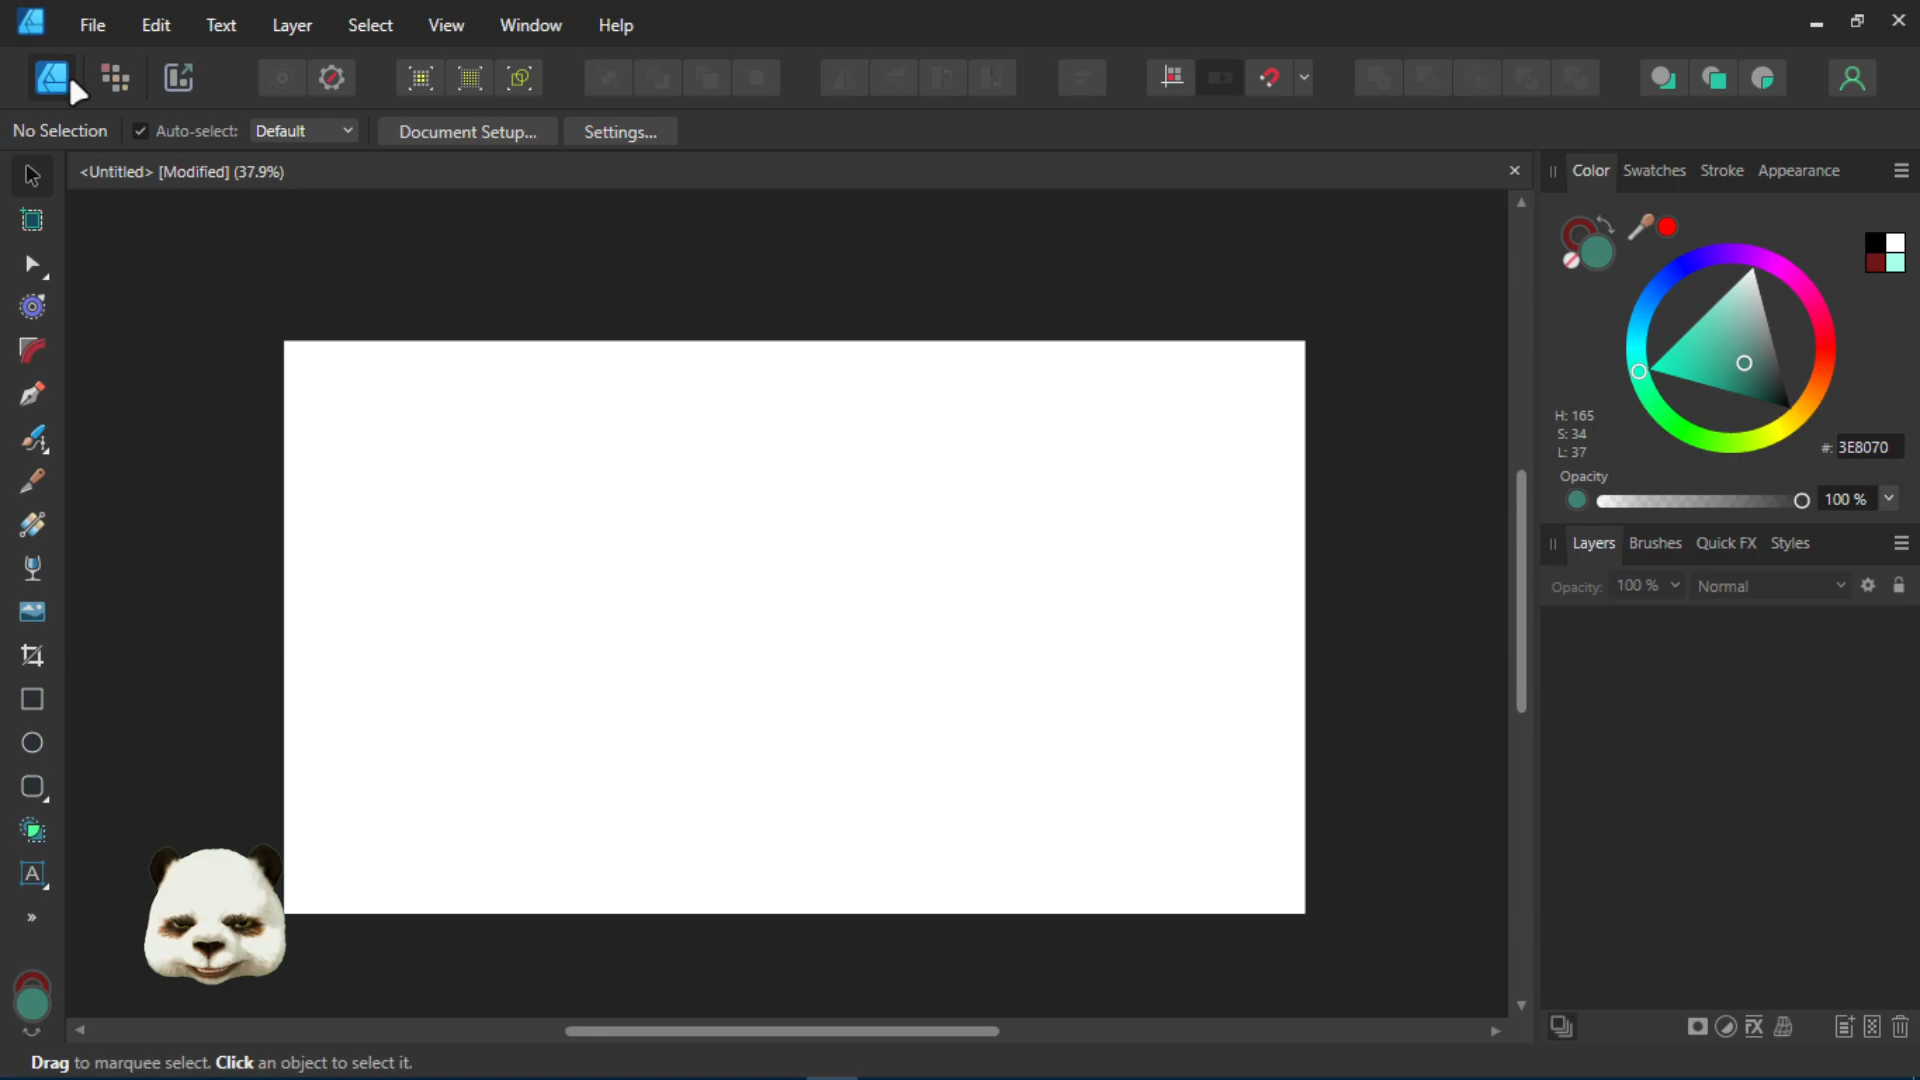 File Edit Text Layer Select View Window Help
No Selection Auto-select: Default Document Setup... Settings...
<Untitled> [Modified] (37.9%)
Color Swatches Stroke Appearance
H: 165
S: 34
L: 37
#: 3E8070
Opacity
100 %
Layers Brushes Quick FX Styles
Opacity: 100 % Normal
A
FX
Drag to marquee select. Click an object to select it.